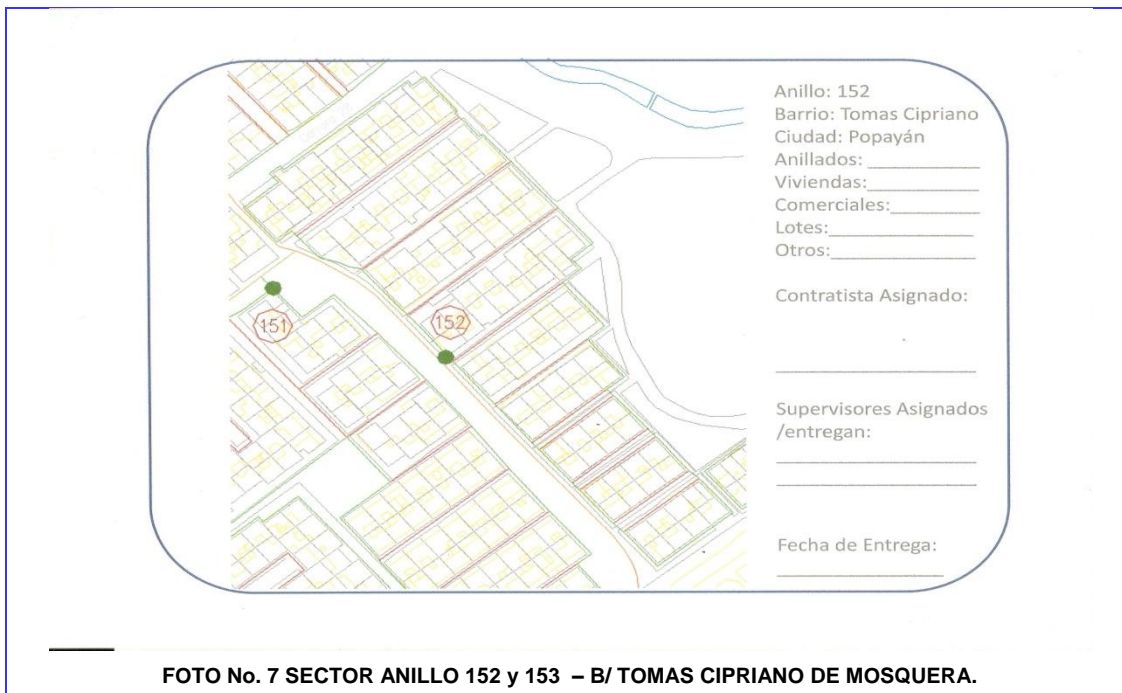 Anillo: 152
Barrio: Tomas Cipriano
Ciudad: Popayán
Anillados:
Viviendas:
Comerciales:
Lotes:
Otros:
Contratista Asignado:
Supervisores Asignados
/entregan:
Fecha de Entrega:
151
152
FOTO No. 7 SECTOR ANILLO 152 y 153 – B/ TOMAS CIPRIANO DE MOSQUERA.